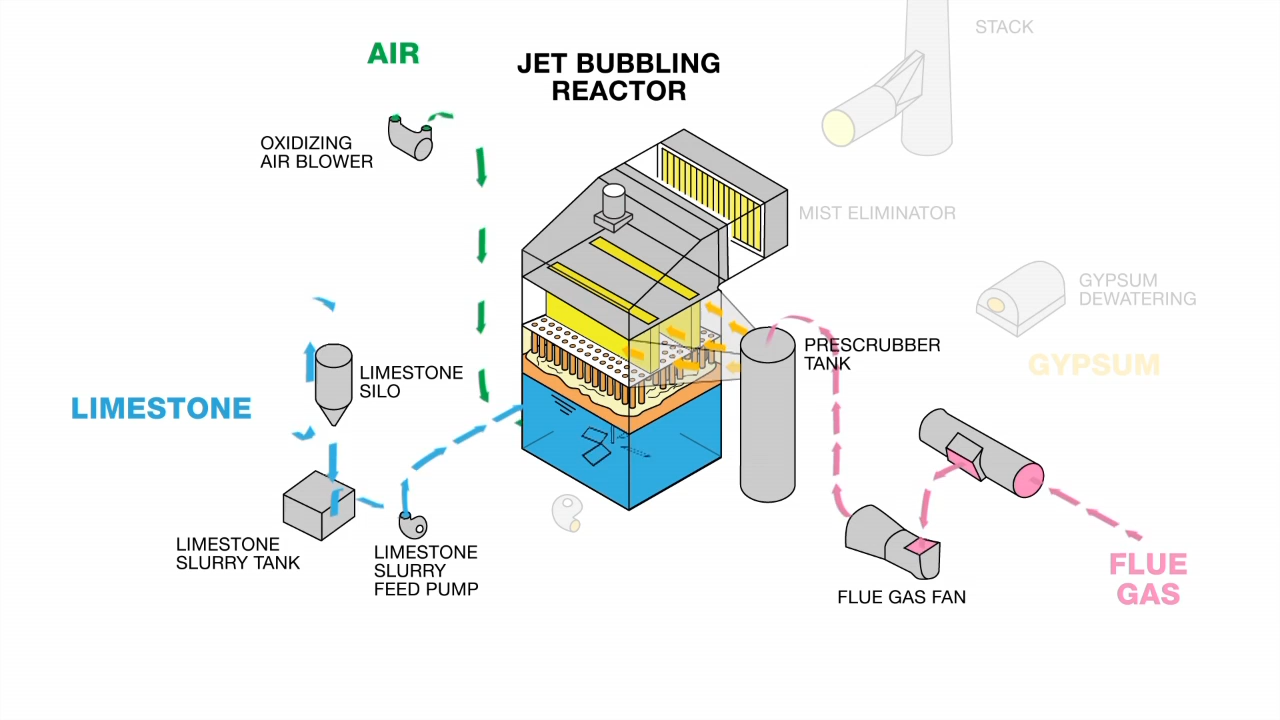 STACK
AIR
JET BUBBLING
REACTOR
OXIDIZING
AIR BLOWER
MIST ELIMINATOR
GYPSUM
DEWATERING
PRESCRUBBER
TANK
GYPSUM
LIMESTONE
SILO
LIMESTONE
LIMESTONE
SLURRY TANK
LIMESTONE
SLURRY
FEED PUMP
FLUE GAS FAN
FLUE
GAS